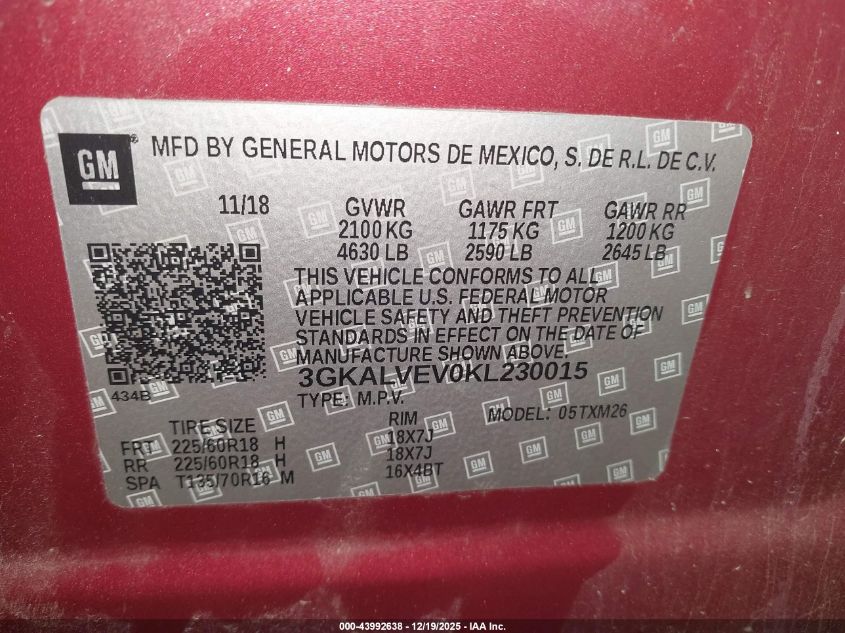 GM
MFD BY GENERAL MOTORS DE MEXICO, S. DE R.L. DE C.V.
11/18 GVWR GAWR FRT GAWR RR
2100 KG 1175 KG 1200 KG
4630 LB 2590 LB 2645 LB
THIS VEHICLE CONFORMS TO ALL
APPLICABLE U.S. FEDERAL MOTOR
VEHICLE SAFETY AND THEFT PREVENTION
STANDARDS IN EFFECT ON THE DATE OF
MANUFACTURE SHOWN ABOVE.
434B
3GKALVEV0KL230015
TYPE: M.P.V. MODEL: 05TXM26
TIRE SIZE RIM
FRT 225/60R18 H 18X7J
RR 225/60R18 H 18X7J
SPA T135/70R16 M 16X4BT
000-43992638 - 12/19/2025 - IAA Inc.